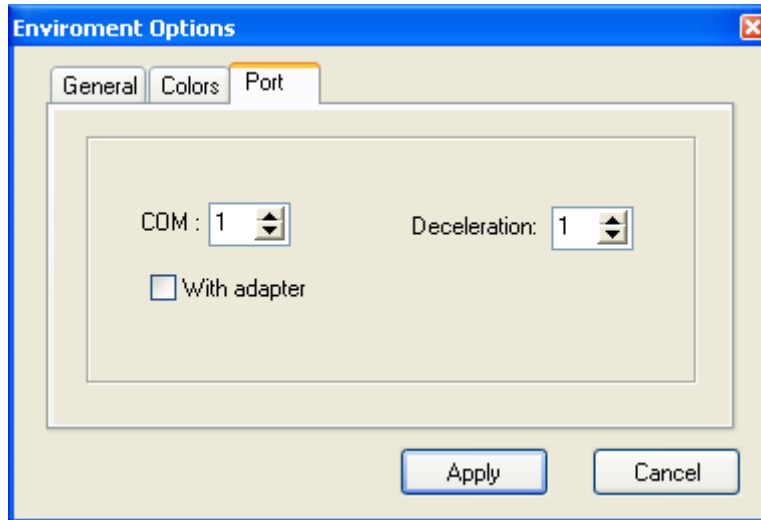 Enviroment Options
General Colors Port
COM : 1 Deceleration: 1
With adapter
Apply Cancel